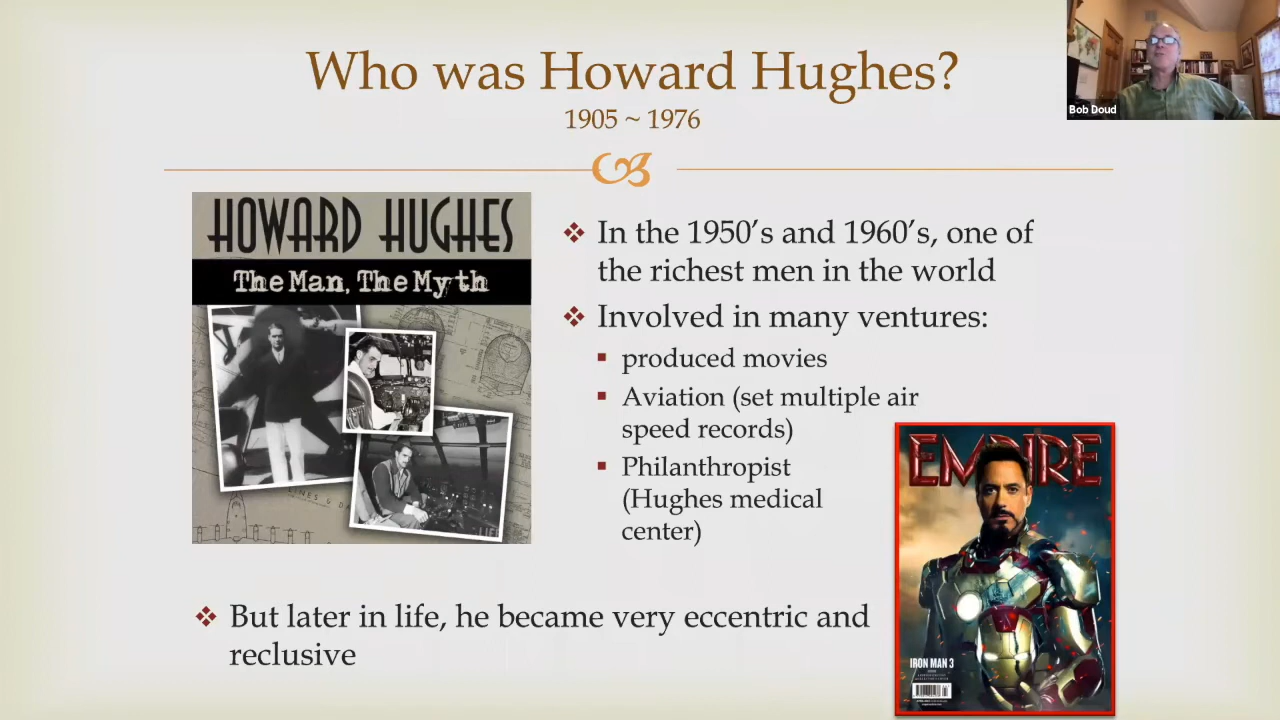 Who was Howard Hughes?
1905 ~ 1976
Bob Doud
HOWARD HUGHES
The Man, The Myth
LIFE
❖ In the 1950's and 1960's, one of
the richest men in the world
❖ Involved in many ventures:
▪ produced movies
▪ Aviation (set multiple air
speed records)
▪ Philanthropist
(Hughes medical
center)
EMPIRE
IRON MAN 3
❖ But later in life, he became very eccentric and
reclusive